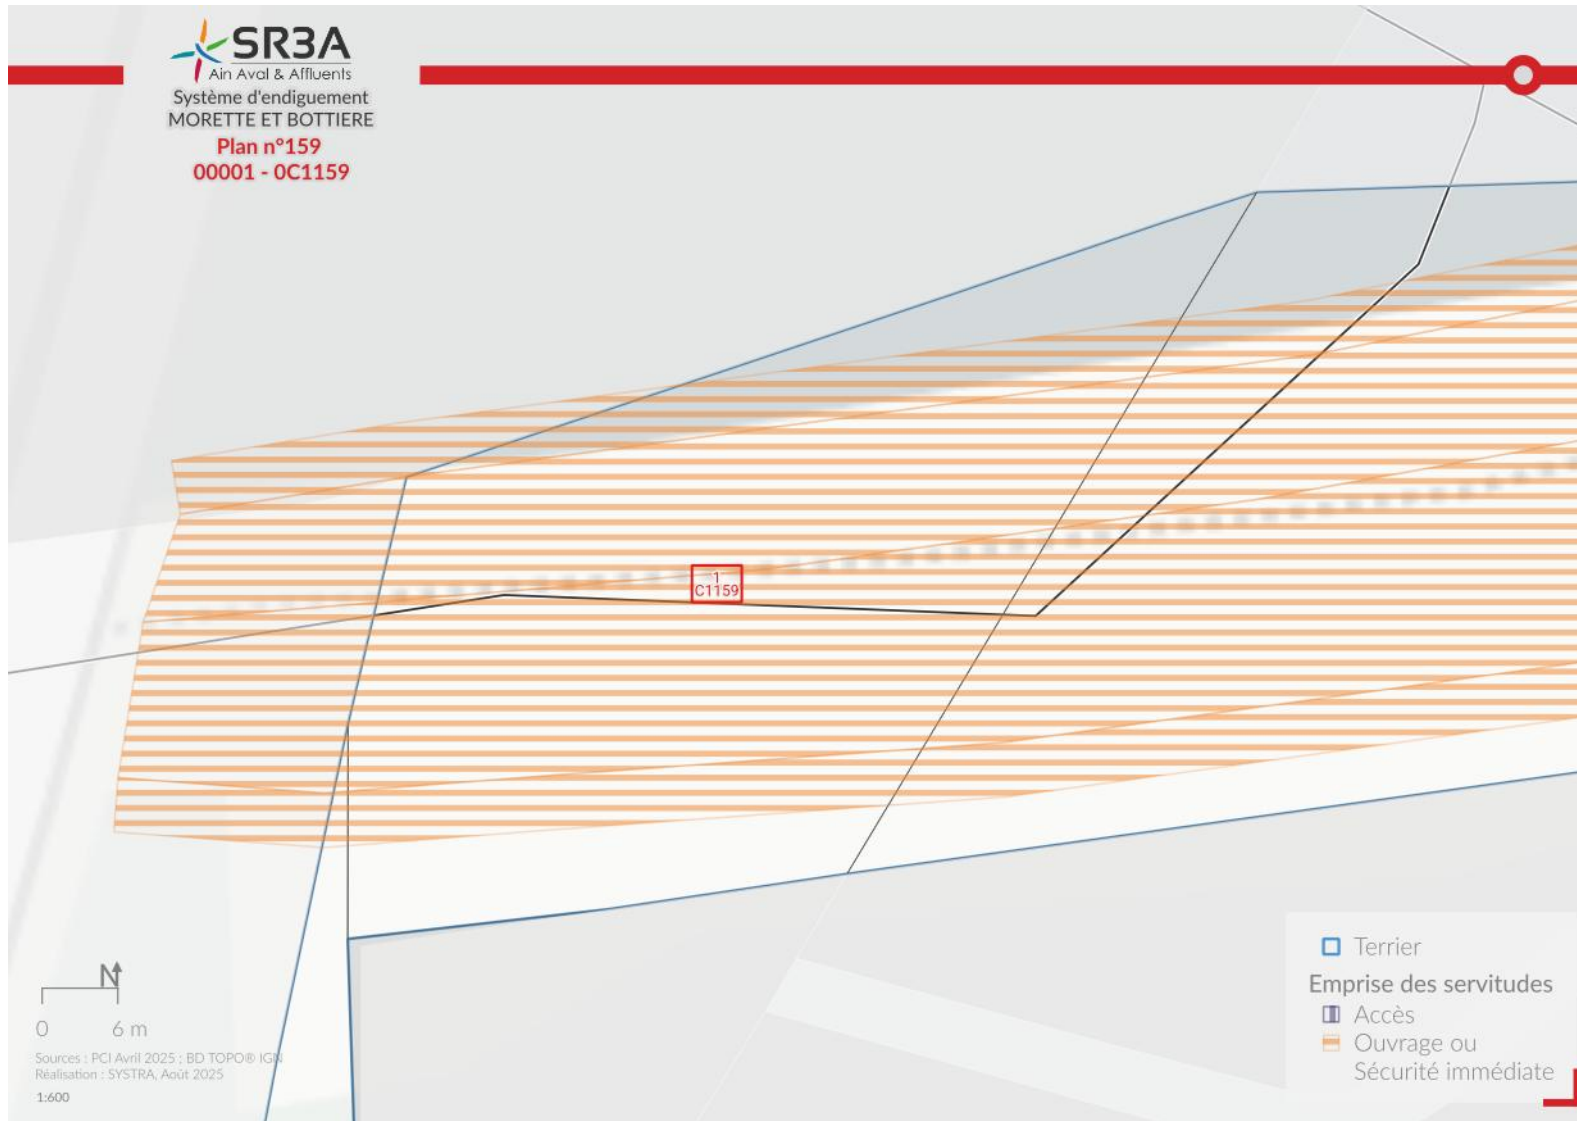 SR3A
Ain Aval & Affluents
Système d'endiguement
MORETTE ET BOTTIERE
Plan n°159
00001 - 0C1159
1
C1159
N
0 6 m
Sources : PCI Avril 2025 ; BD TOPO® IGN
Réalisation : SYSTRA, Août 2025
1:600
Terrier
Emprise des servitudes
Accès
Ouvrage ou
Sécurité immédiate